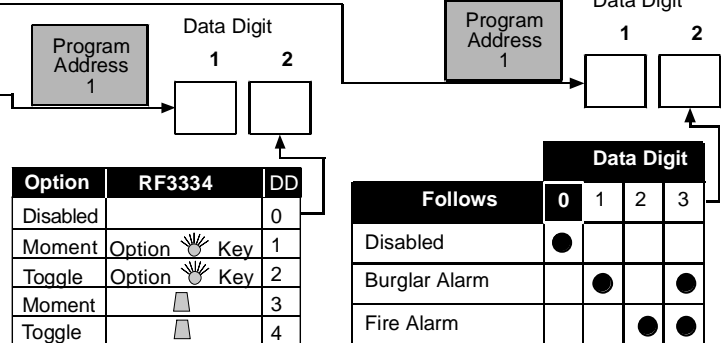 Program Address 1
Data Digit
1 2
Program Address 1
Data Digit
1 2
Option RF3334 DD
Disabled 0
Moment Option Key 1
Toggle Option Key 2
Moment 3
Toggle 4
Data Digit
Follows 0 1 2 3
Disabled
Burglar Alarm
Fire Alarm